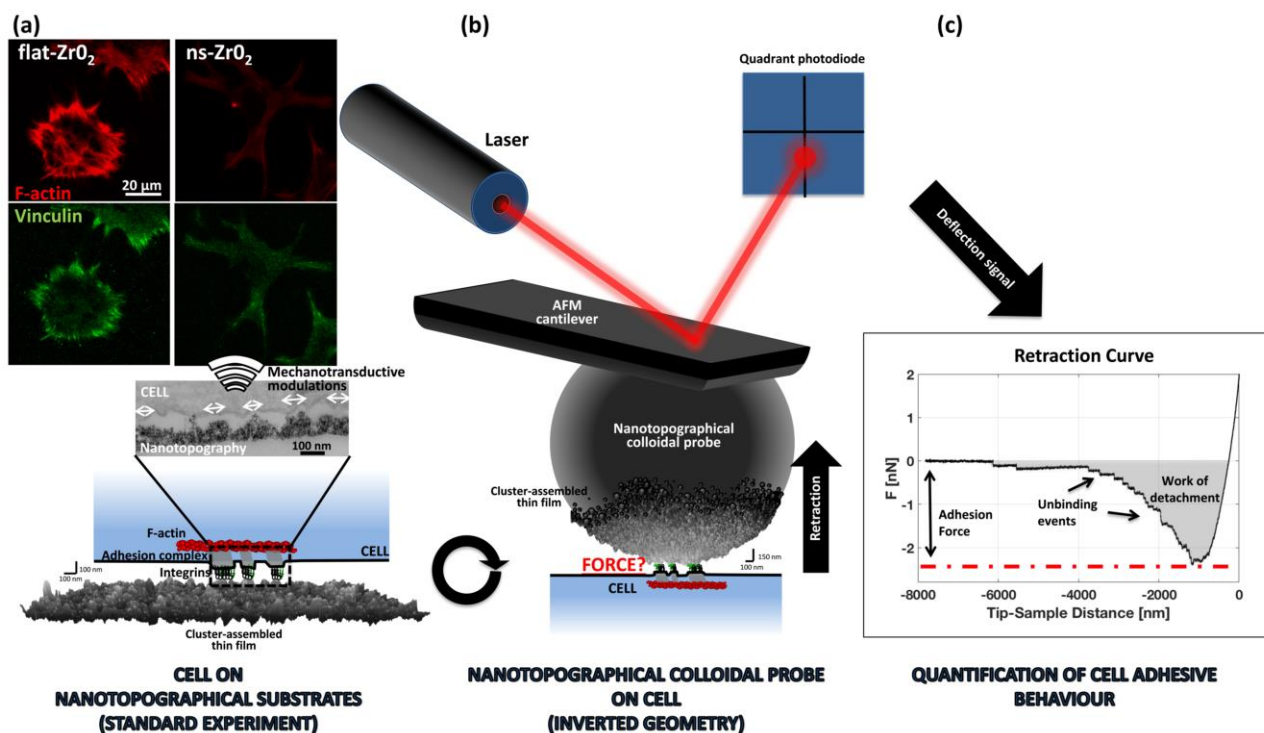 (a)
flat-ZrO₂
ns-ZrO₂
F-actin
20 µm
Vinculin
Mechanotransductive
modulations
CELL
Nanotopography
100 nm
F-actin
Adhesion complex
CELL
Integrins
100 nm
100 nm
Cluster-assembled
thin film
CELL ON
NANOTOPOGRAPHICAL SUBSTRATES
(STANDARD EXPERIMENT)
(b)
Quadrant photodiode
Laser
AFM
cantilever
Nanotopographical
colloidal probe
Cluster-assembled
thin film
Retraction
150 nm
100 nm
FORCE?
CELL
NANOTOPOGRAPHICAL COLLOIDAL PROBE
ON CELL
(INVERTED GEOMETRY)
(c)
Deflection signal
Retraction Curve
2
1
0
-1
-2
F [nN]
Adhesion
Force
Unbinding
events
Work of
detachment
-8000 -6000 -4000 -2000 0
Tip-Sample Distance [nm]
QUANTIFICATION OF CELL ADHESIVE
BEHAVIOUR